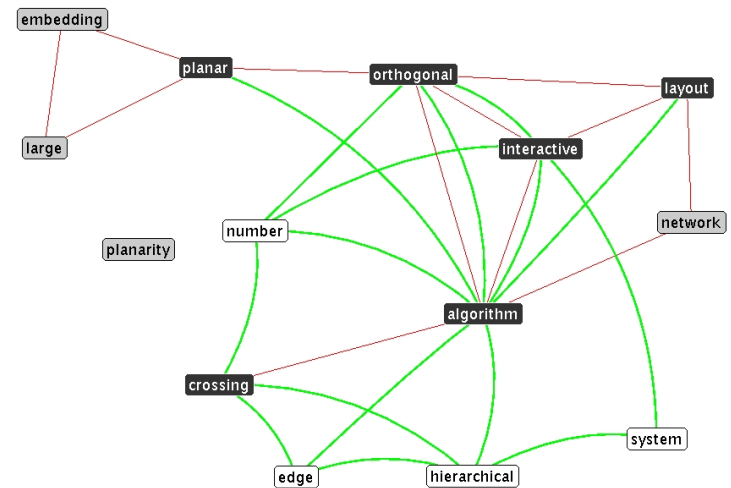 embedding
planar
orthogonal
layout
large
interactive
number
network
planarity
algorithm
crossing
system
edge
hierarchical